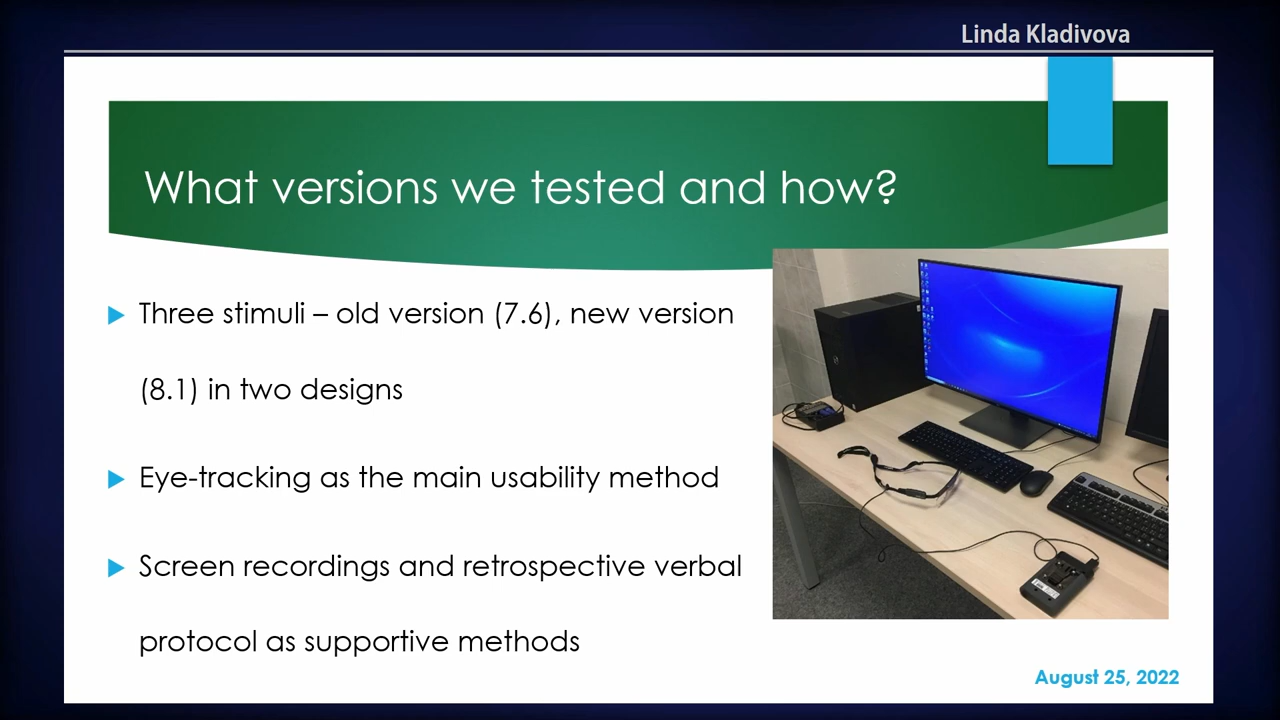 Linda Kladivova
What versions we tested and how?
Three stimuli – old version (7.6), new version
(8.1) in two designs
Eye-tracking as the main usability method
Screen recordings and retrospective verbal
protocol as supportive methods
August 25, 2022